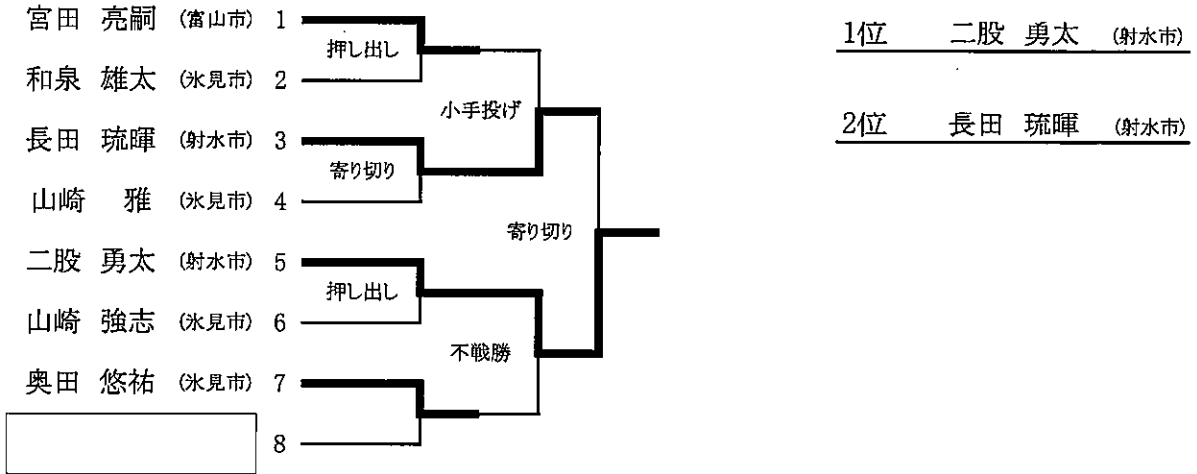 宮田 亮嗣 (富山市) 1
押し出し
1位 二股 勇太 (射水市)
和泉 雄太 (氷見市) 2
小手投げ
長田 琉暉 (射水市) 3
2位 長田 琉暉 (射水市)
寄り切り
山崎 雅 (氷見市) 4
寄り切り
二股 勇太 (射水市) 5
押し出し
山崎 強志 (氷見市) 6
不戦勝
奥田 悠祐 (氷見市) 7
8